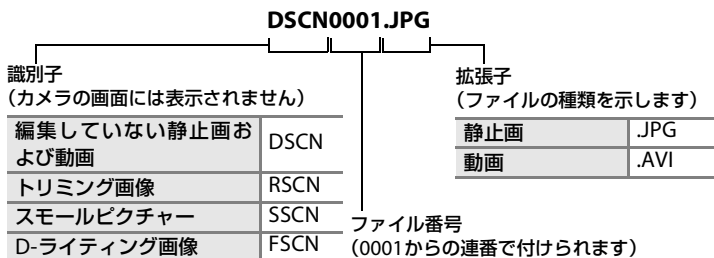 DSCN0001.JPG
識別子
（カメラの画面には表示されません）
編集していない静止画お
よび動画
DSCN
トリミング画像
RSCN
スモールピクチャー
SSCN
D-ライティング画像
FSCN
拡張子
（ファイルの種類を示します）
静止画
.JPG
動画
.AVI
ファイル番号
（0001からの連番で付けられます）